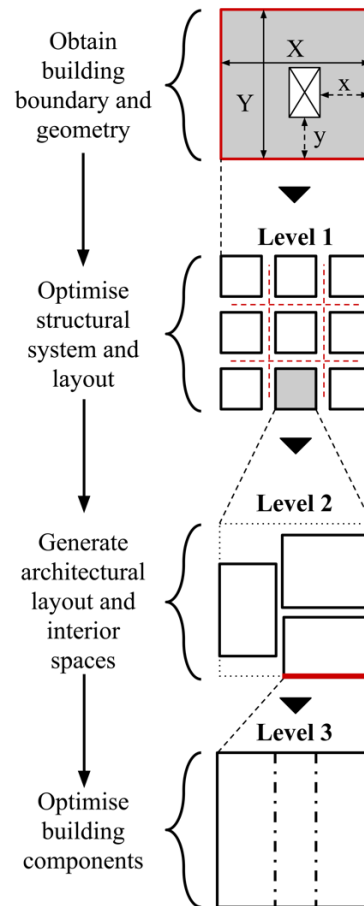 Obtain
building
boundary and
geometry
X
Y
x
y
Level 1
Optimise
structural
system and
layout
Level 2
Generate
architectural
layout and
interior
spaces
Level 3
Optimise
building
components